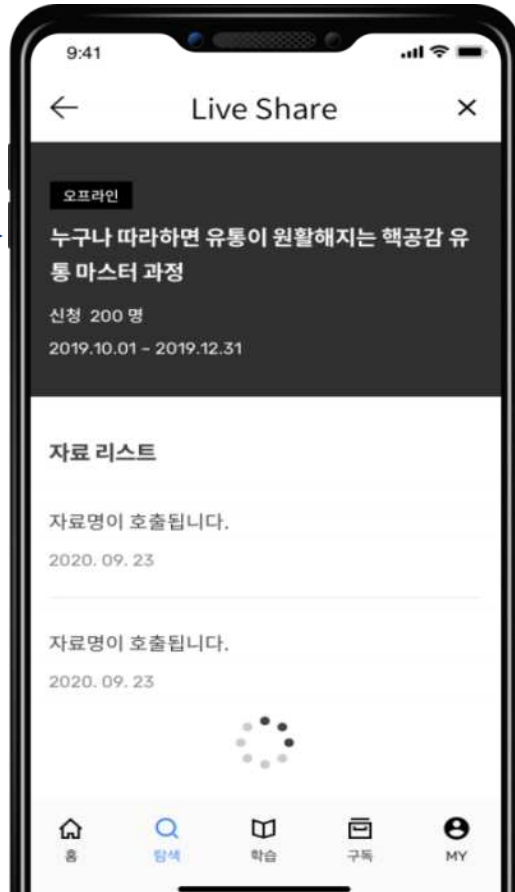 9:41
Live Share
오프라인
누구나 따라하면 유통이 원활해지는 핵공감 유
통 마스터 과정
신청 200 명
2019.10.01 ~ 2019.12.31
자료 리스트
자료명이 호출됩니다.
2020. 09. 23
자료명이 호출됩니다.
2020. 09. 23
홈 탐색 학습 구독 MY